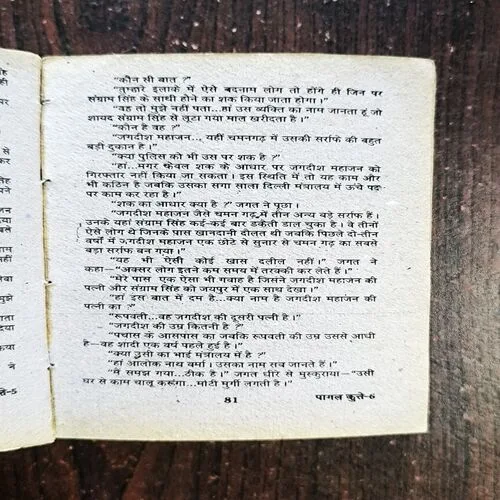 "कौन सी बात ?"
"तुम्हारे इलाके में ऐसे बदनाम लोग तो होंगे ही जिन पर
संग्राम सिंह के साथी होने का शक किया जाता होगा।"
"वह तो मुझे नहीं पता...हां उस व्यक्ति का नाम जानता हूं जो
शायद संग्राम सिंह से लूटा गया माल खरीदता है।"
"कौन है वह ?"
"जगदीश महाजन.., यहीं चमनगढ़ में उसकी सर्राफे की बहुत
बड़ी दुकान है।"
"क्या पुलिस को भी उस पर शक है ?"
"हां...मगर केवल शक के आधार पर जगदीश महाजन को
गिरफ्तार नहीं किया जा सकता। इस स्थिति में तो यह काम और
भी कठिन है जबकि उसका सगा साला दिल्ली मंत्रालय में ऊंचे पद
पर काम कर रहा है।"
"शक का आधार क्या है ?" जगत ने पूछा।
"जगदीश महाजन जैसे चमन गढ़ में तीन अन्य बड़े सर्राफ हैं।
उनके यहां संग्राम सिंह कई-कई बार डकैती डाल चुका है। वे तीनों
ऐसे लोग थे जिनके पास खानदानी दौलत थी जबकि पिछले दो-तीन
वर्षों में जगदीश महाजन एक छोटे से सुनार से चमन गढ़ का सबसे
बड़ा सर्राफ बन गया।"
"यह भी ऐसी कोई खास दलील नहीं।" जगत ने
कहा—"अक्सर लोग इतने कम समय में तरक्की कर लेते हैं।"
"मेरे पास एक ऐसा भी गवाह है जिसने जगदीश महाजन की
पत्नी और संग्राम सिंह को जयपुर में एक साथ देखा।"
"हां इस बात में दम है...क्या नाम है जगदीश महाजन की
पत्नी का ?"
"रूपवती...वह जगदीश की दूसरी पत्नी है।"
"जगदीश की उम्र कितनी है ?"
"पचास के आसपास का जबकि रूपवती की उम्र उससे आधी
है—वह शादी एक वर्ष पहले हुई है।"
"क्या उसी का भाई मंत्रालय में है ?"
"हां आलोक नाथ वर्मा। उसका नाम सब जानते हैं।"
"मैं समझ गया...ठीक है।" जगत धीरे से मुस्कुराया—"उसी
घर से काम चालू करूंगा...मोटी मुर्गी लगती है।"
81 पागल कुत्ते-6